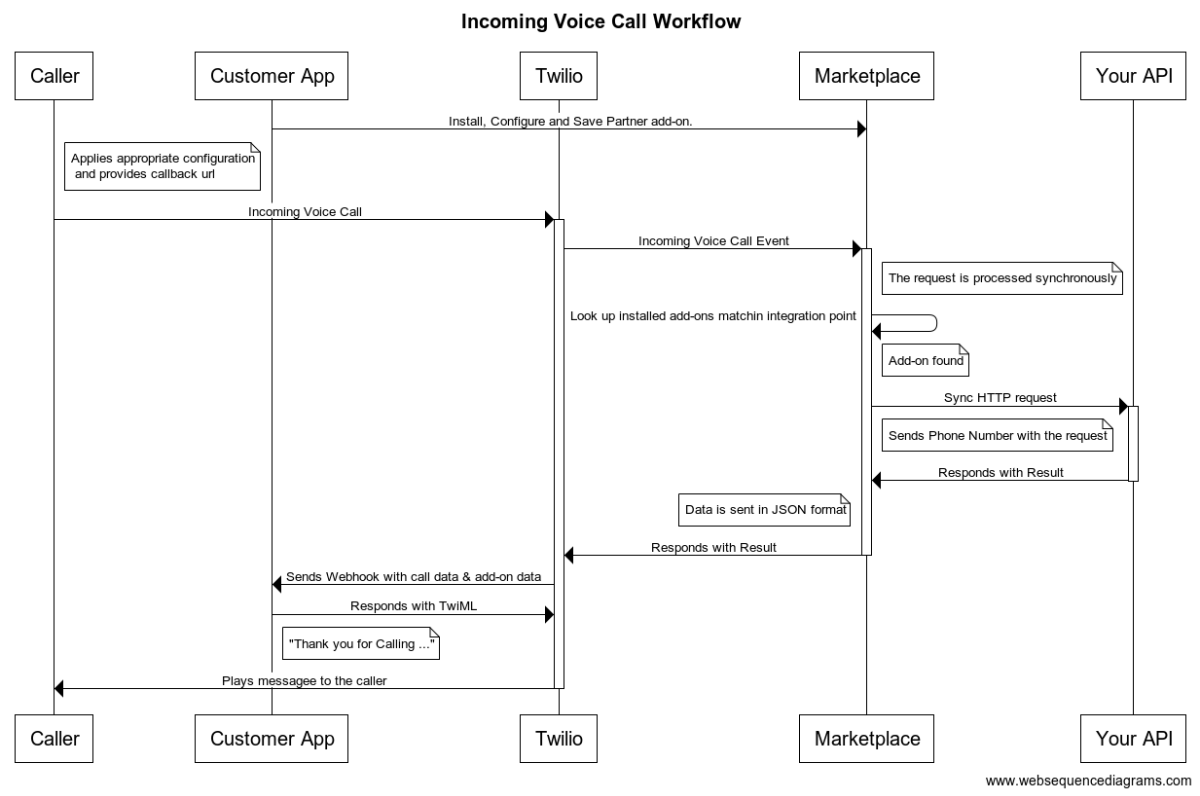 Incoming Voice Call Workflow
Caller
Customer App
Twilio
Marketplace
Your API
Install, Configure and Save Partner add-on.
Applies appropriate configuration
and provides callback url
Incoming Voice Call
Incoming Voice Call Event
The request is processed synchronously
Look up installed add-ons matchin integration point
Add-on found
Sync HTTP request
Sends Phone Number with the request
Responds with Result
Data is sent in JSON format
Responds with Result
Sends Webhook with call data & add-on data
Responds with TwiML
"Thank you for Calling ..."
Plays messagee to the caller
Caller
Customer App
Twilio
Marketplace
Your API
www.websequencediagrams.com